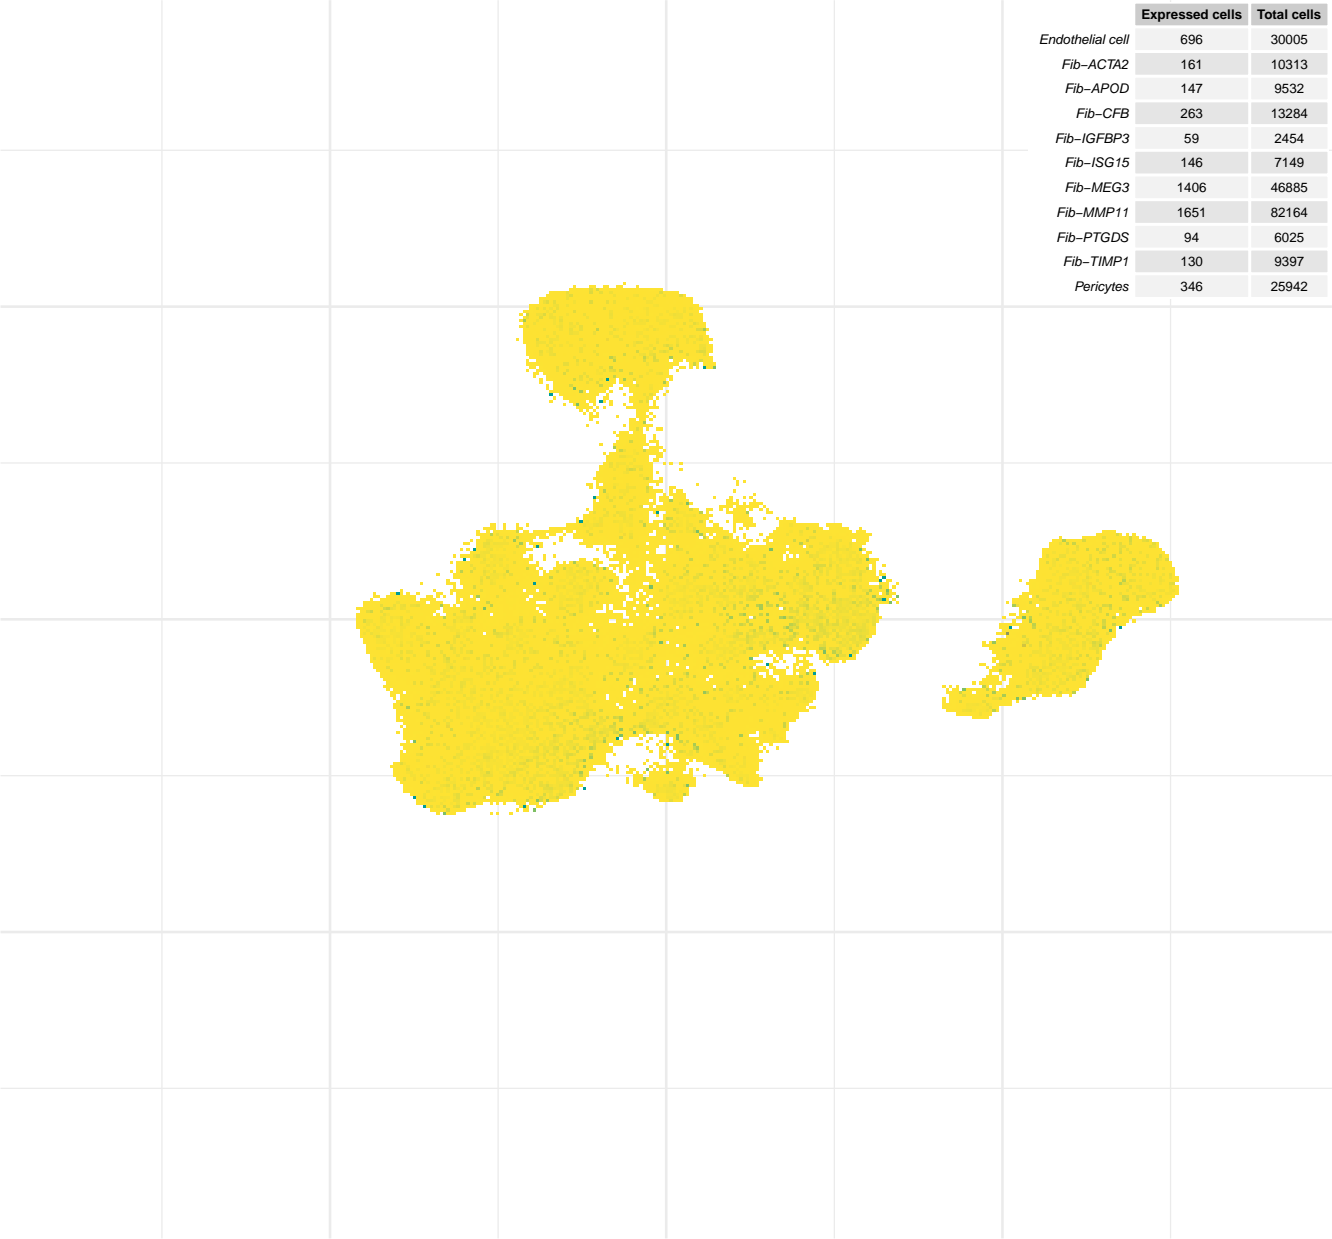 Expressed cells Total cells
Endothelial cell 696 30005
Fib−ACTA2 161 10313
Fib−APOD 147 9532
Fib−CFB 263 13284
Fib−IGFBP3 59 2454
Fib−ISG15 146 7149
Fib−MEG3 1406 46885
Fib−MMP11 1651 82164
Fib−PTGDS 94 6025
Fib−TIMP1 130 9397
Pericytes 346 25942